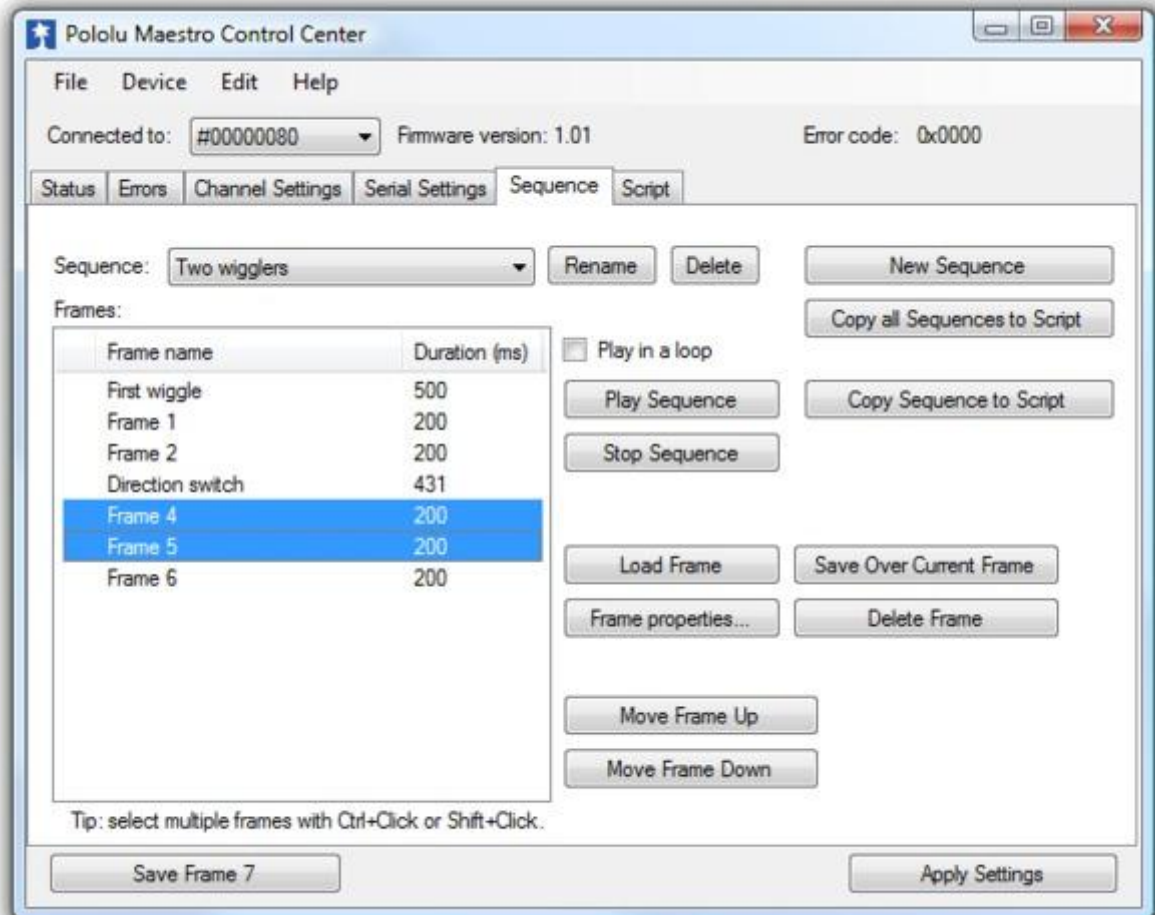 Pololu Maestro Control Center
File Device Edit Help
Connected to: #00000080 Firmware version: 1.01 Error code: 0x0000
Status Errors Channel Settings Serial Settings Sequence Script
Sequence: Two wigglers Rename Delete New Sequence
Frames: Copy all Sequences to Script
Frame name Duration (ms) Play in a loop
First wiggle 500 Play Sequence Copy Sequence to Script
Frame 1 200
Frame 2 200 Stop Sequence
Direction switch 431
Frame 4 200
Frame 5 200 Load Frame Save Over Current Frame
Frame 6 200
Frame properties... Delete Frame
Move Frame Up
Move Frame Down
Tip: select multiple frames with Ctrl+Click or Shift+Click.
Save Frame 7 Apply Settings